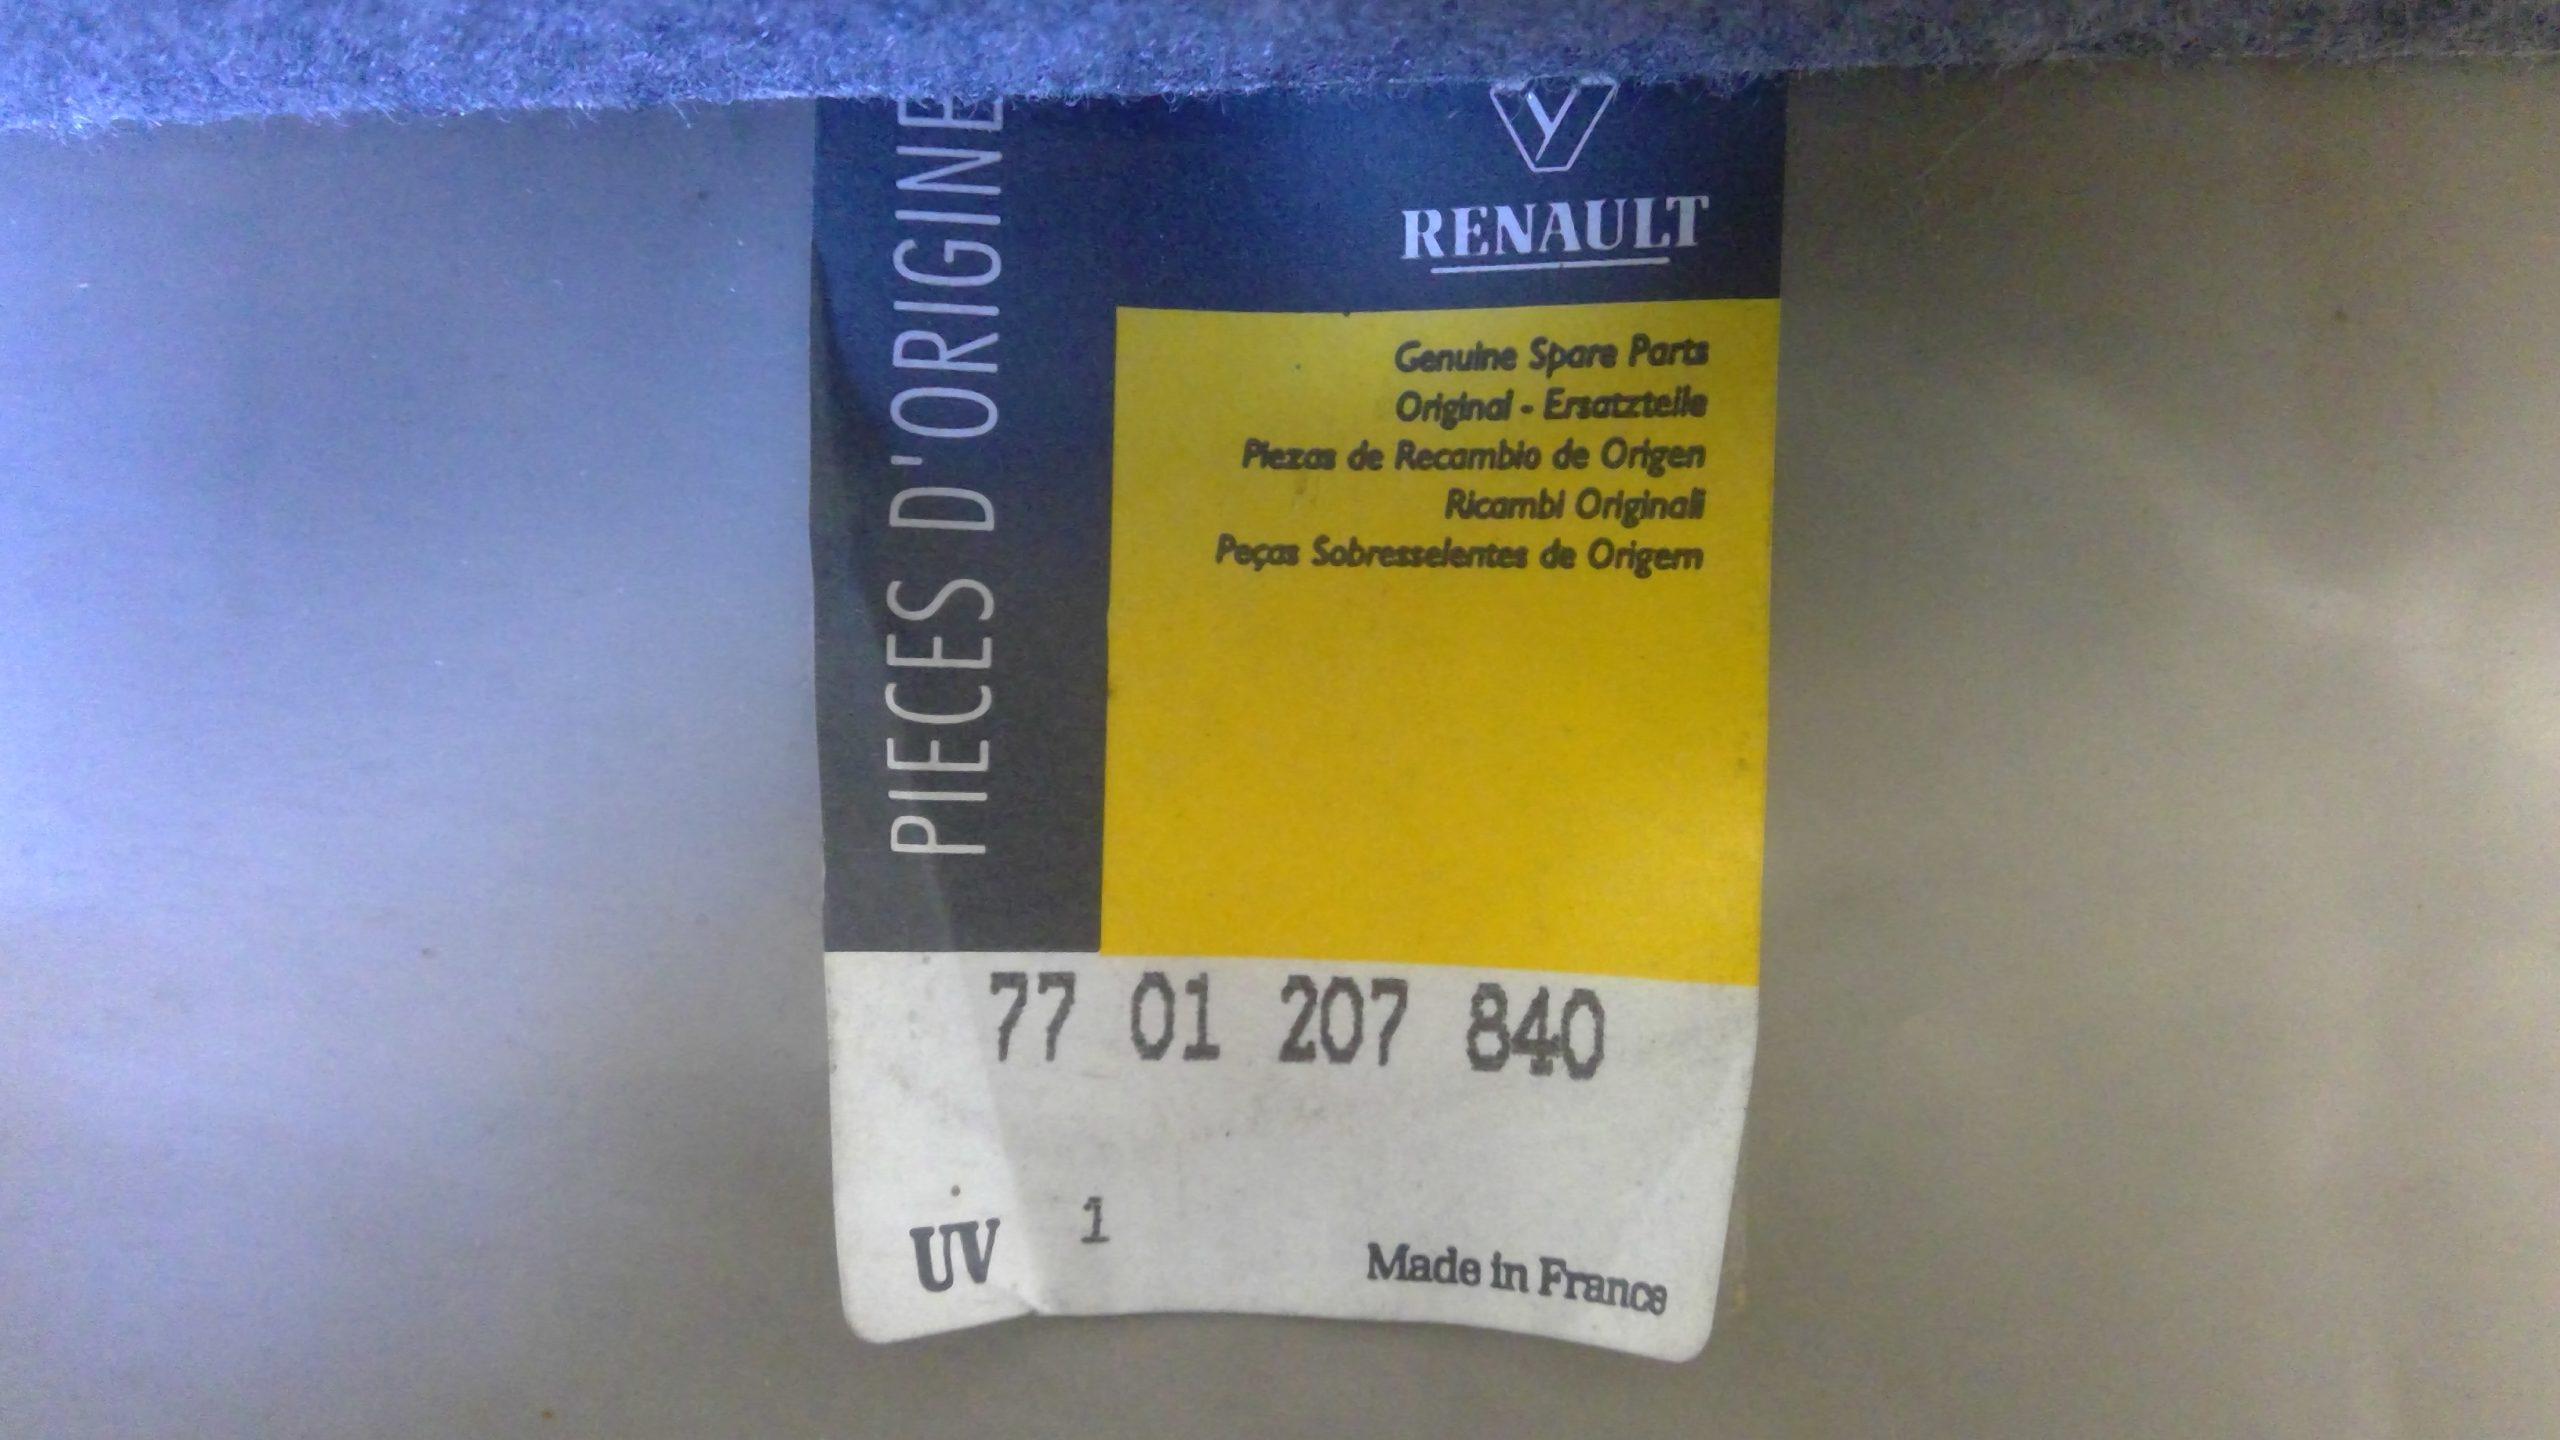 PIECES D'ORIGINE
RENAULT
Genuine Spare Parts
Original - Ersatzteile
Piezas de Recambio de Origen
Ricambi Originali
Peças Sobresselentes de Origem
77 01 207 840
UV 1
Made in France